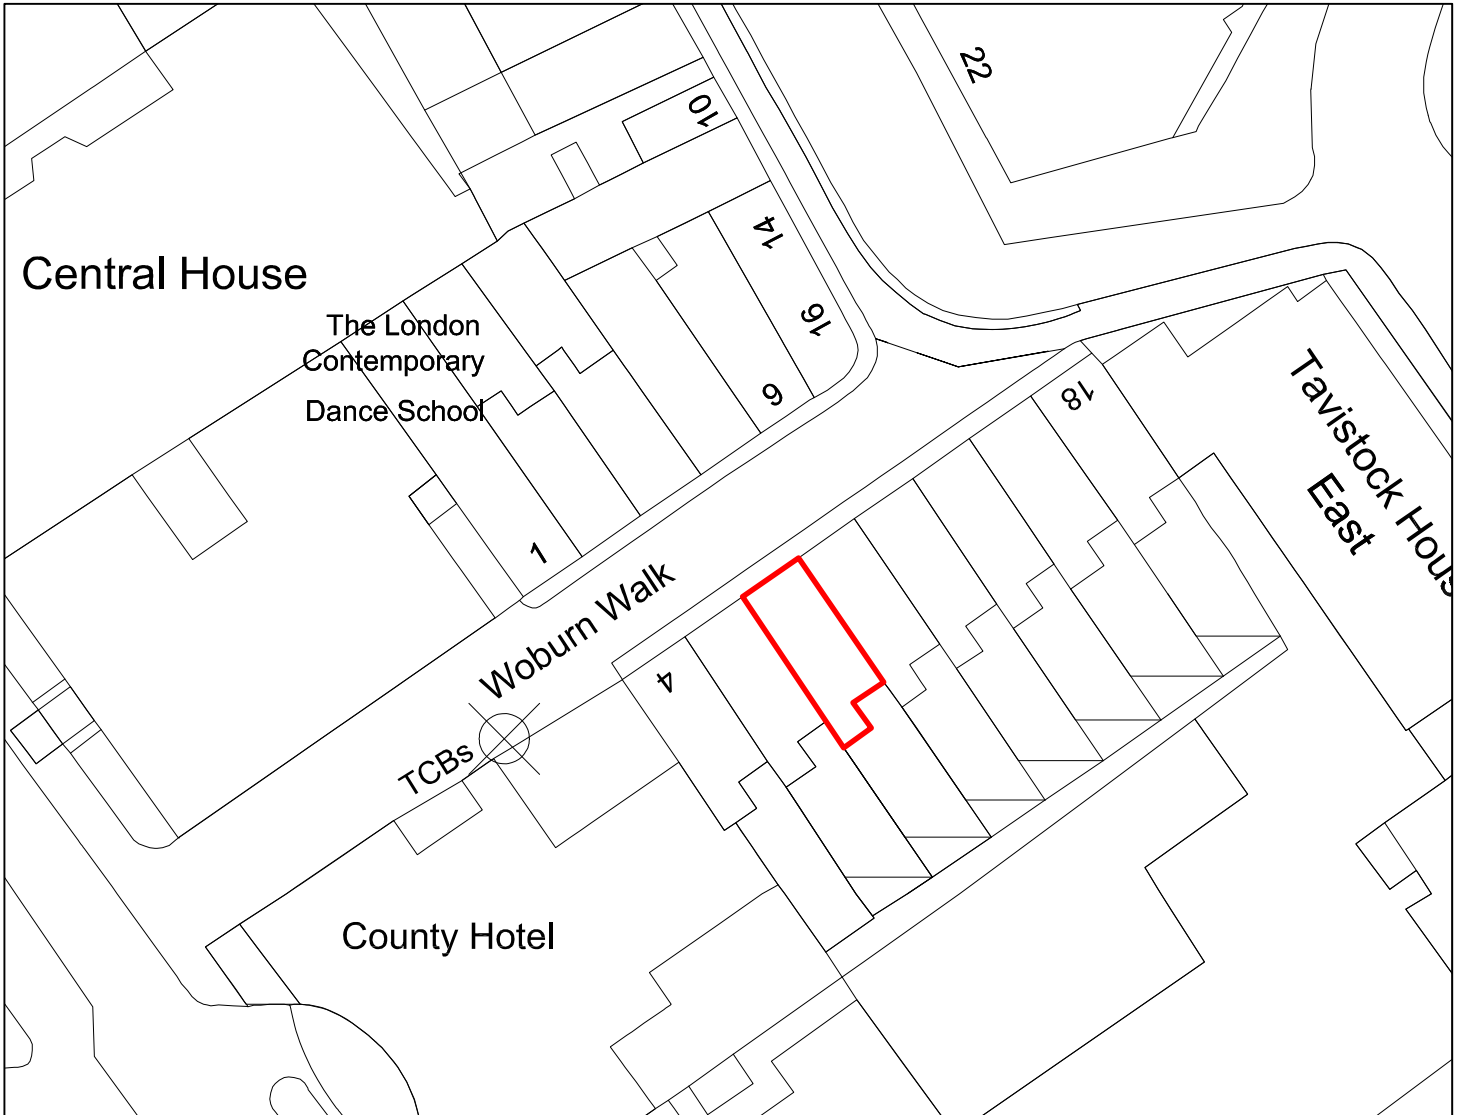 22
10
14
Central House
16
The London
Contemporary
6
Dance School
18
Tavistock Hous
East
1
Woburn Walk
4
TCBs
County Hotel